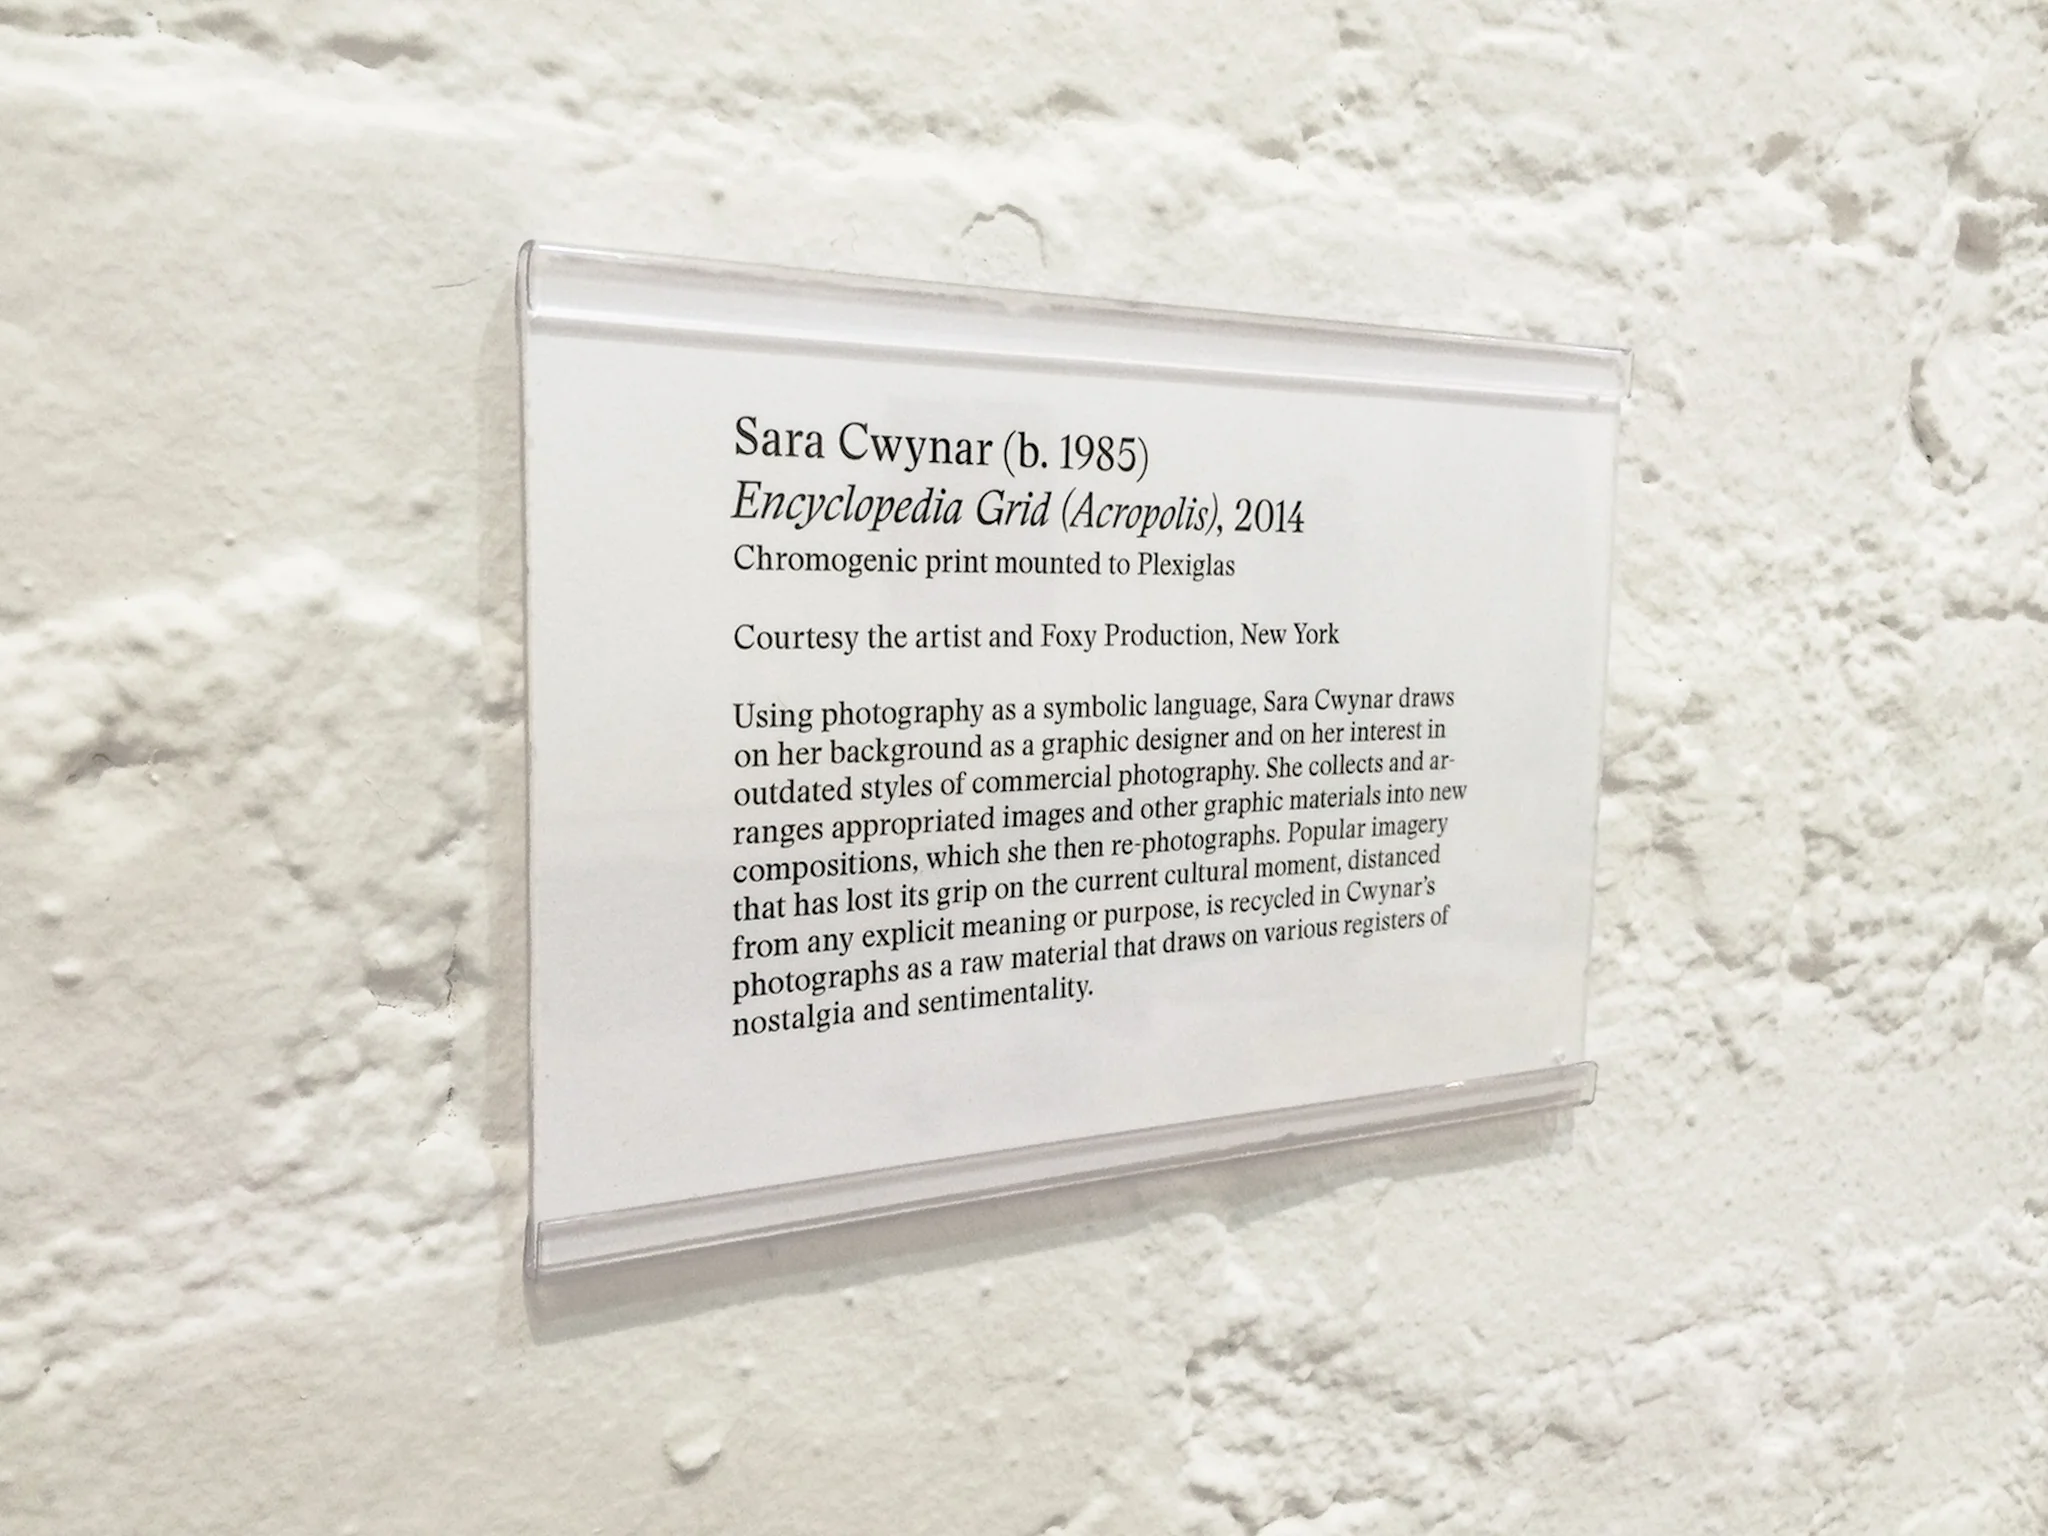 Sara Cwynar (b. 1985)
Encyclopedia Grid (Acropolis), 2014
Chromogenic print mounted to Plexiglas
Courtesy the artist and Foxy Production, New York
Using photography as a symbolic language, Sara Cwynar draws
on her background as a graphic designer and on her interest in
outdated styles of commercial photography. She collects and ar-
ranges appropriated images and other graphic materials into new
compositions, which she then re-photographs. Popular imagery
that has lost its grip on the current cultural moment, distanced
from any explicit meaning or purpose, is recycled in Cwynar’s
photographs as a raw material that draws on various registers of
nostalgia and sentimentality.